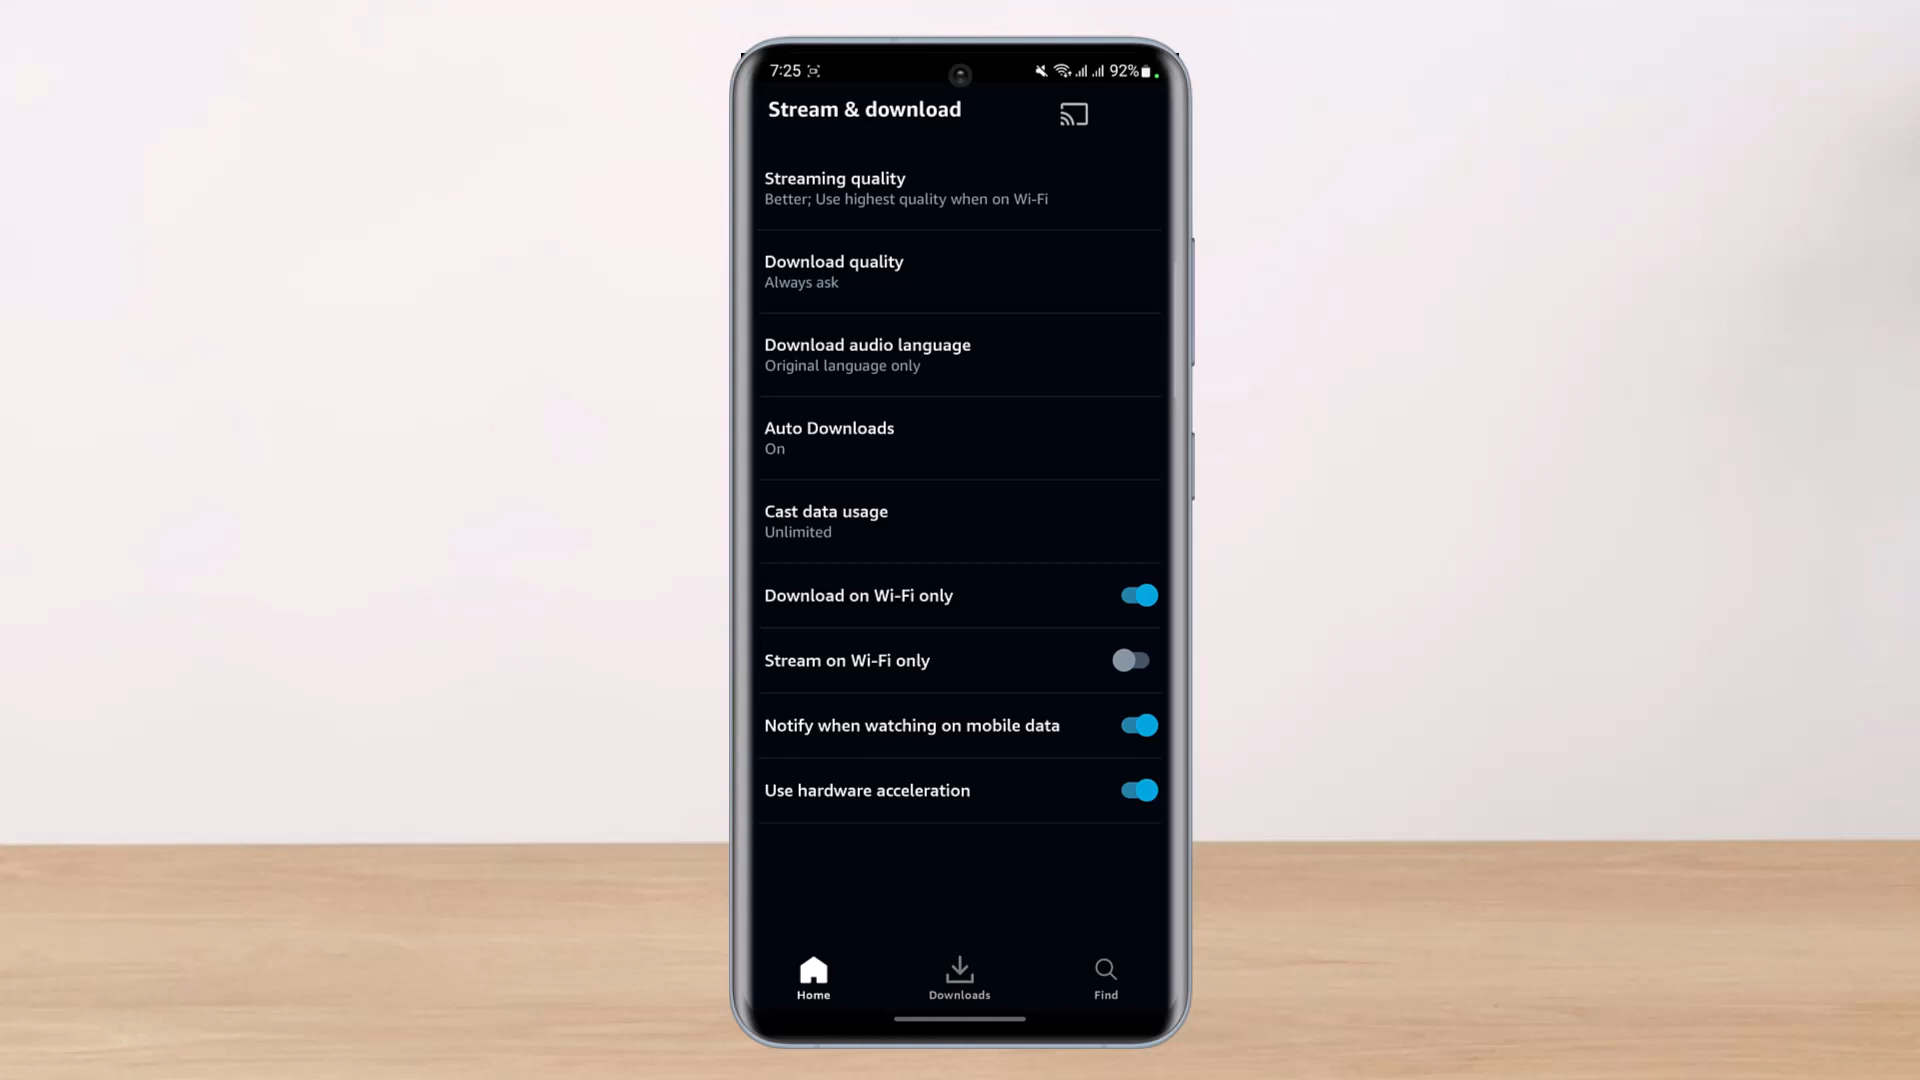 7:25 92%
Stream & download
Streaming quality
Better; Use highest quality when on Wi-Fi
Download quality
Always ask
Download audio language
Original language only
Auto Downloads
On
Cast data usage
Unlimited
Download on Wi-Fi only
Stream on Wi-Fi only
Notify when watching on mobile data
Use hardware acceleration
Home Downloads Find